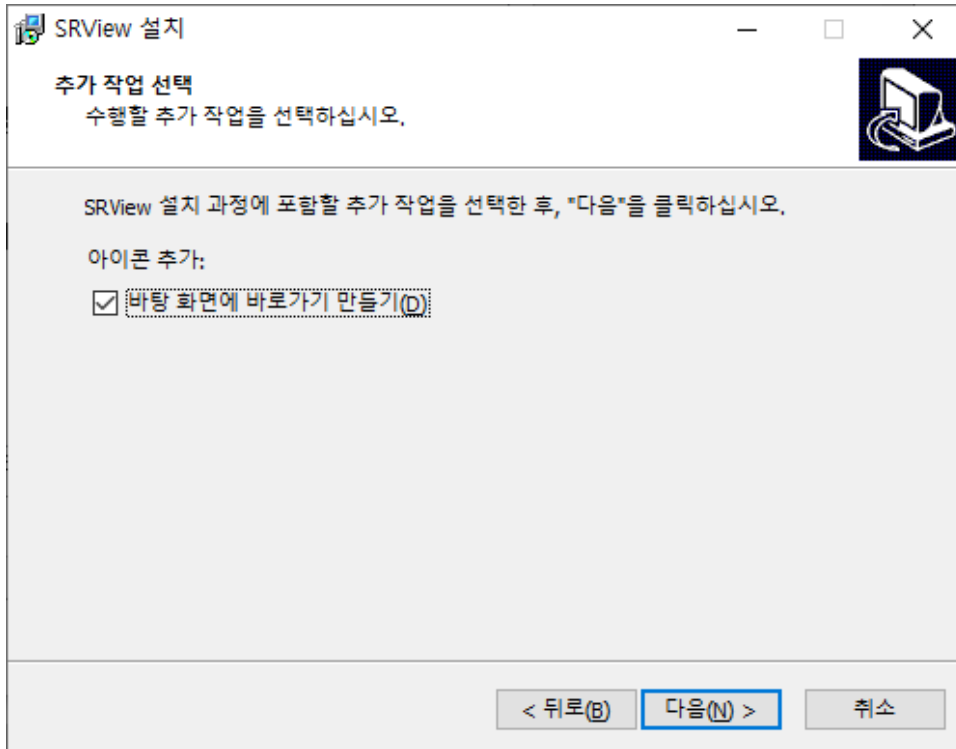 SRView 설치
추가 작업 선택
수행할 추가 작업을 선택하십시오.
SRView 설치 과정에 포함할 추가 작업을 선택한 후, "다음"을 클릭하십시오.
아이콘 추가:
바탕 화면에 바로가기 만들기(D)
< 뒤로(B) 다음(N) > 취소